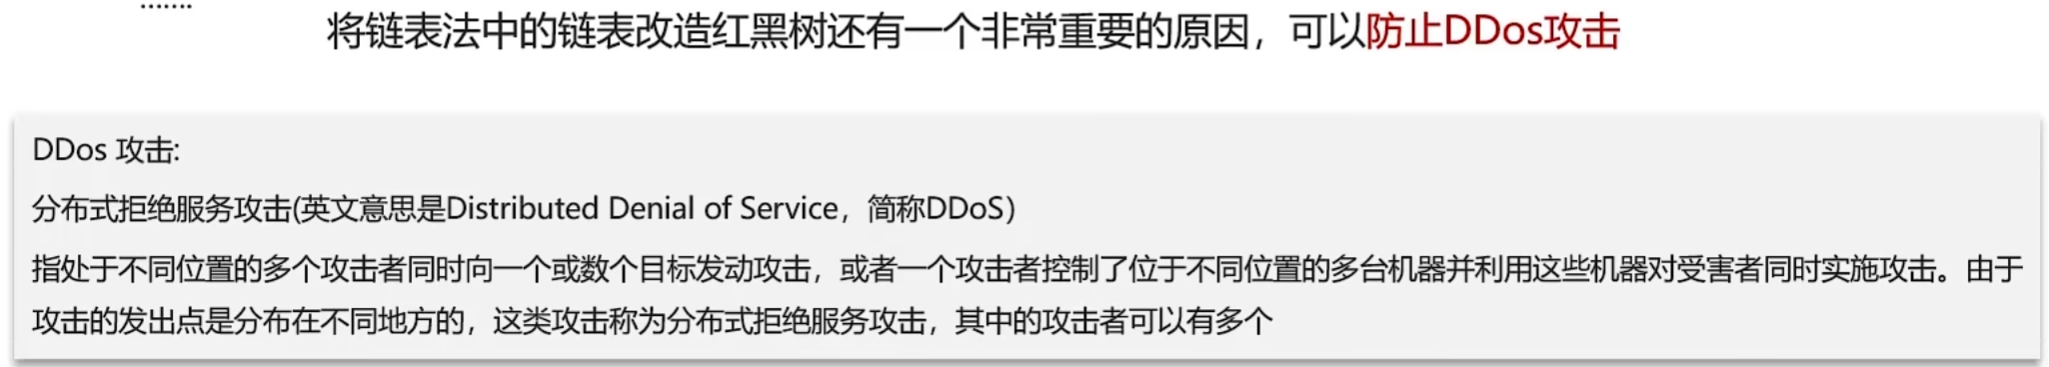 .......
将链表法中的链表改造红黑树还有一个非常重要的原因，可以防止DDos攻击
DDos 攻击:
分布式拒绝服务攻击(英文意思是Distributed Denial of Service，简称DDoS）
指处于不同位置的多个攻击者同时向一个或数个目标发动攻击，或者一个攻击者控制了位于不同位置的多台机器并利用这些机器对受害者同时实施攻击。由于
攻击的发出点是分布在不同地方的，这类攻击称为分布式拒绝服务攻击，其中的攻击者可以有多个